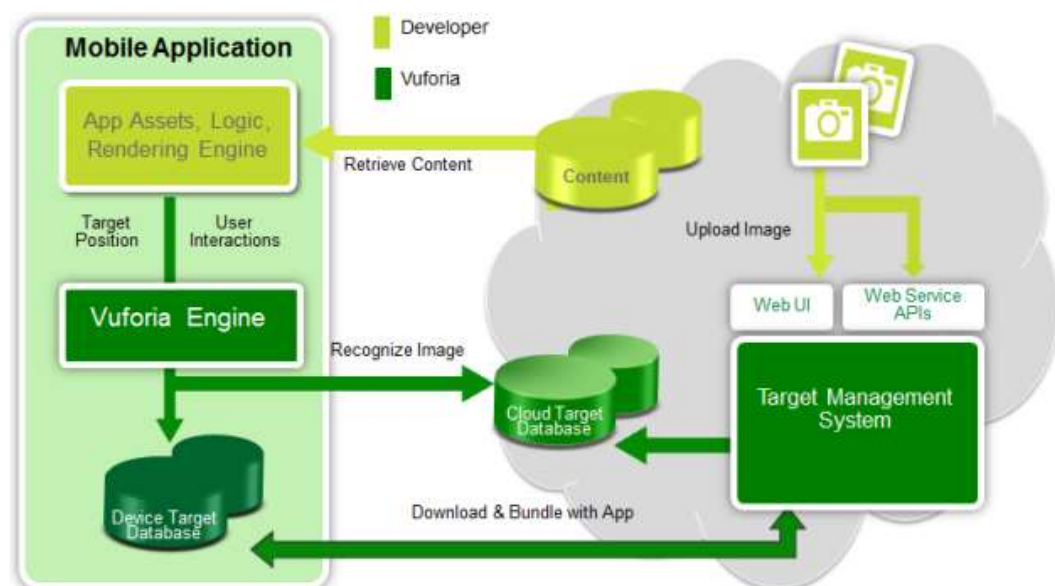 Mobile Application
Developer
Vuforia
App Assets, Logic,
Rendering Engine
Retrieve Content
Content
Target
Position
User
Interactions
Upload Image
Vuforia Engine
Web UI
Web Service
APIs
Recognize Image
Cloud Target
Database
Target Management
System
Device Target
Database
Download & Bundle with App